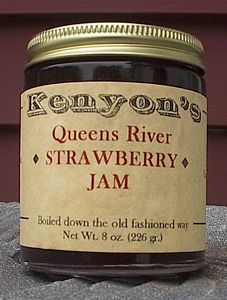 Kenyon's
Queens River
STRAWBERRY
JAM
Boiled down the old fashioned way
Net Wt. 8 oz. (226 gr.)